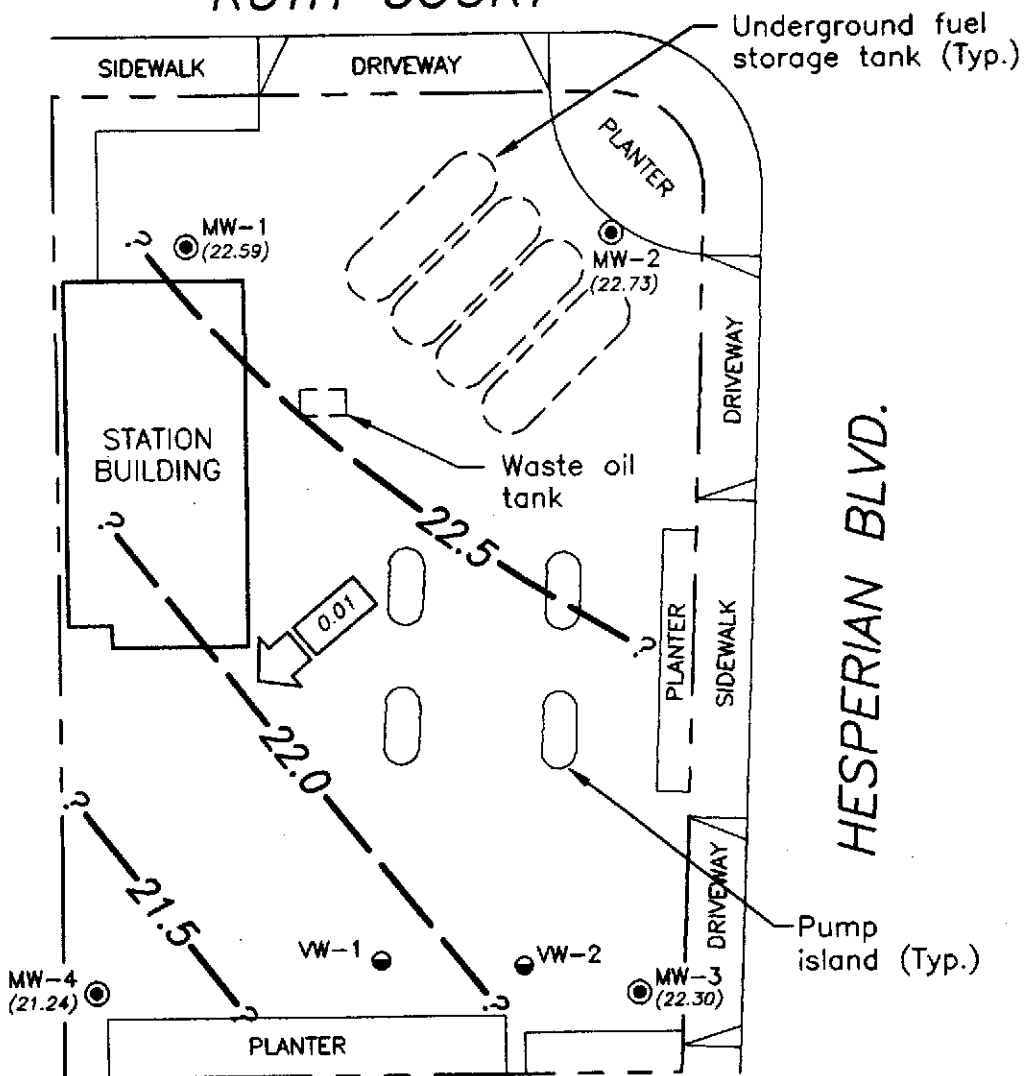 COURT
Underground fuel
storage tank (Typ.)
SIDEWALK
DRIVEWAY
PLANTER
MW-1
(22.59)
MW-2
(22.73)
?
DRIVEWAY
STATION
BUILDING
Waste oil
tank
HESPERIAN BLVD.
?
22.5
0.01
?
PLANTER
SIDEWALK
22.0
?
21.5
DRIVEWAY
VW-1
VW-2
Pump
island (Typ.)
MW-4
(21.24)
MW-3
(22.30)
?
?
PLANTER